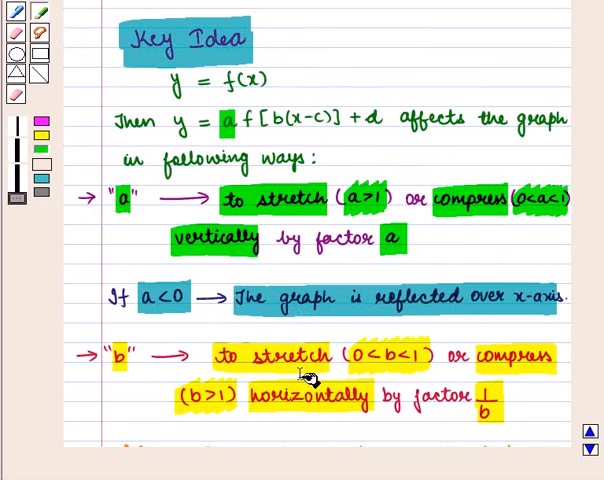 Key Idea
y = f(x)
Then y = a f[b(x-c)] + d affects the graph
in following ways:
→ "a" → to stretch (a>1) or compress (0<a<1)
vertically by factor a
If a<0 → The graph is reflected over x-axis.
→ "b" → to stretch (0<b<1) or compress
(b>1) horizontally by factor 1/b